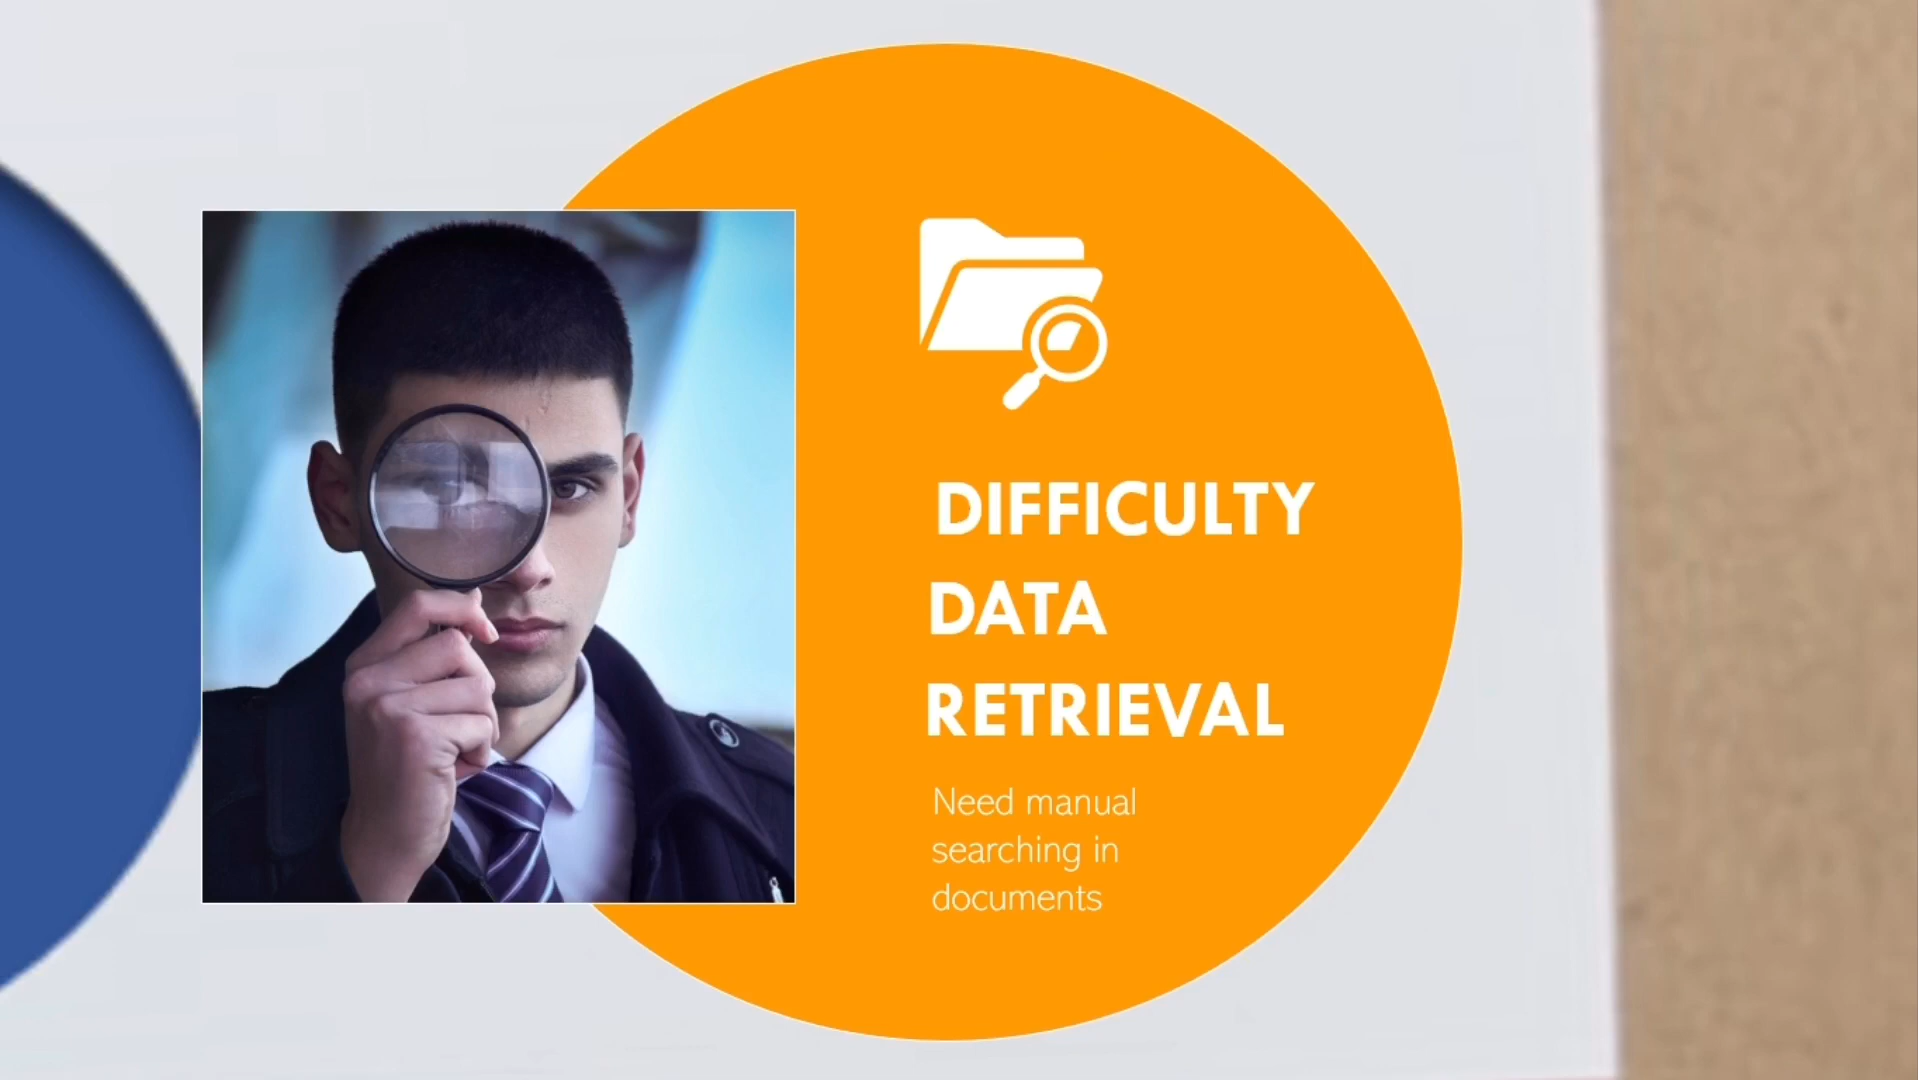 DIFFICULTY
DATA
RETRIEVAL
Need manual
searching in
documents